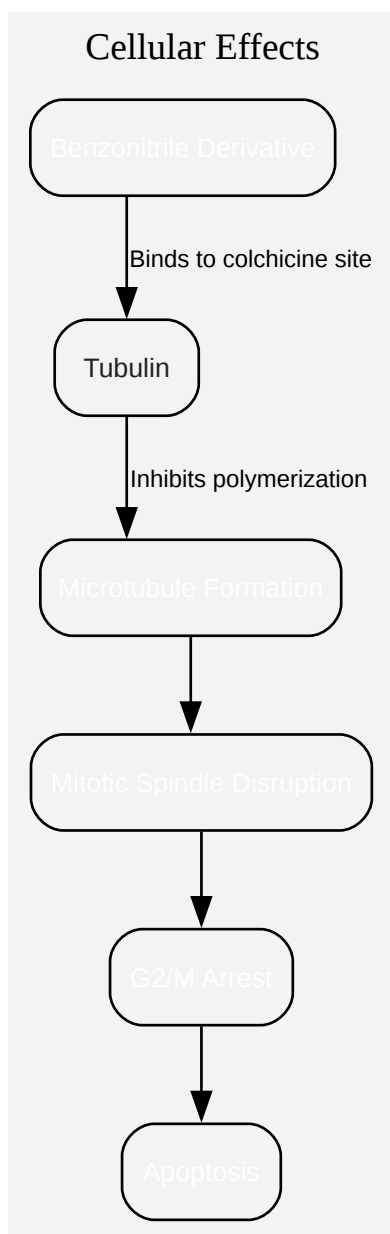 Cellular Effects
Benzonitrile Derivative
Binds to colchicine site
Tubulin
Inhibits polymerization
Microtubule Formation
Mitotic Spindle Disruption
G2/M Arrest
Apoptosis